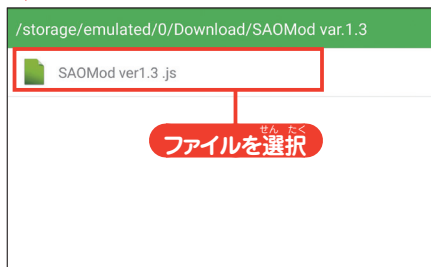 /storage/emulated/0/Download/SAOMod var.1.3
SAOMod ver1.3 .js
せん たく
ファイルを選択